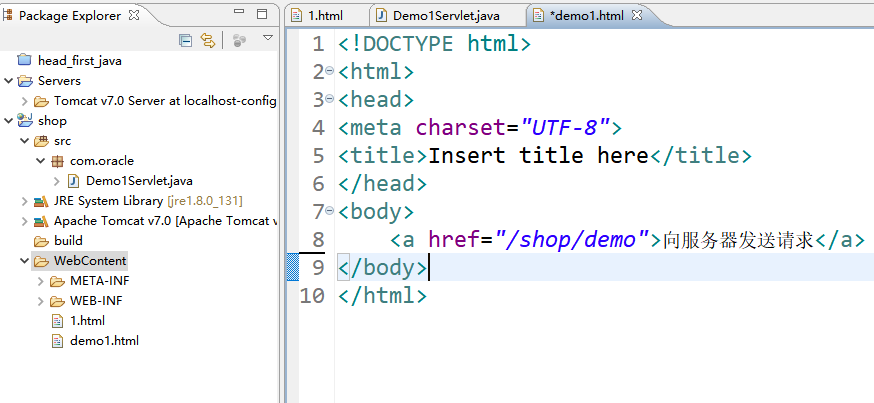 Package Explorer
head_first_java
Servers
Tomcat v7.0 Server at localhost-config
shop
src
com.oracle
Demo1Servlet.java
JRE System Library [jre1.8.0_131]
Apache Tomcat v7.0 [Apache Tomcat v
build
WebContent
META-INF
WEB-INF
1.html
demo1.html
1.html
Demo1Servlet.java
*demo1.html
1 <!DOCTYPE html>
2 <html>
3 <head>
4 <meta charset="UTF-8">
5 <title>Insert title here</title>
6 </head>
7 <body>
8 <a href="/shop/demo">向服务器发送请求</a>
9 </body>
10 </html>